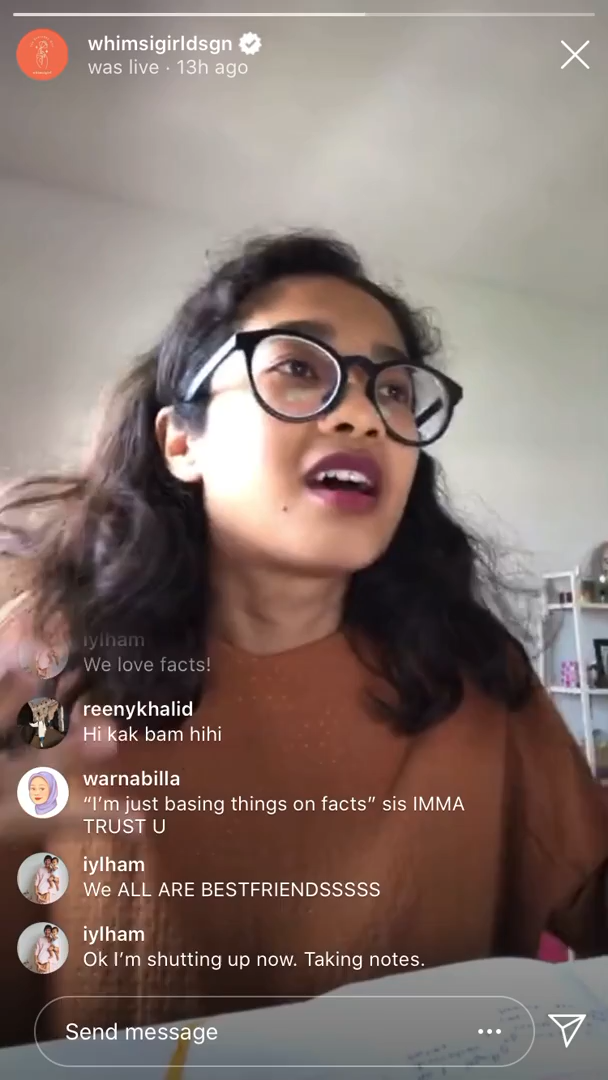 whimsigirldsgn
was live · 13h ago
iylham
We love facts!
reenykhalid
Hi kak bam hihi
warnabilla
“I’m just basing things on facts” sis IMMA
TRUST U
iylham
We ALL ARE BESTFRIENDSSSSS
iylham
Ok I’m shutting up now. Taking notes.
Send message